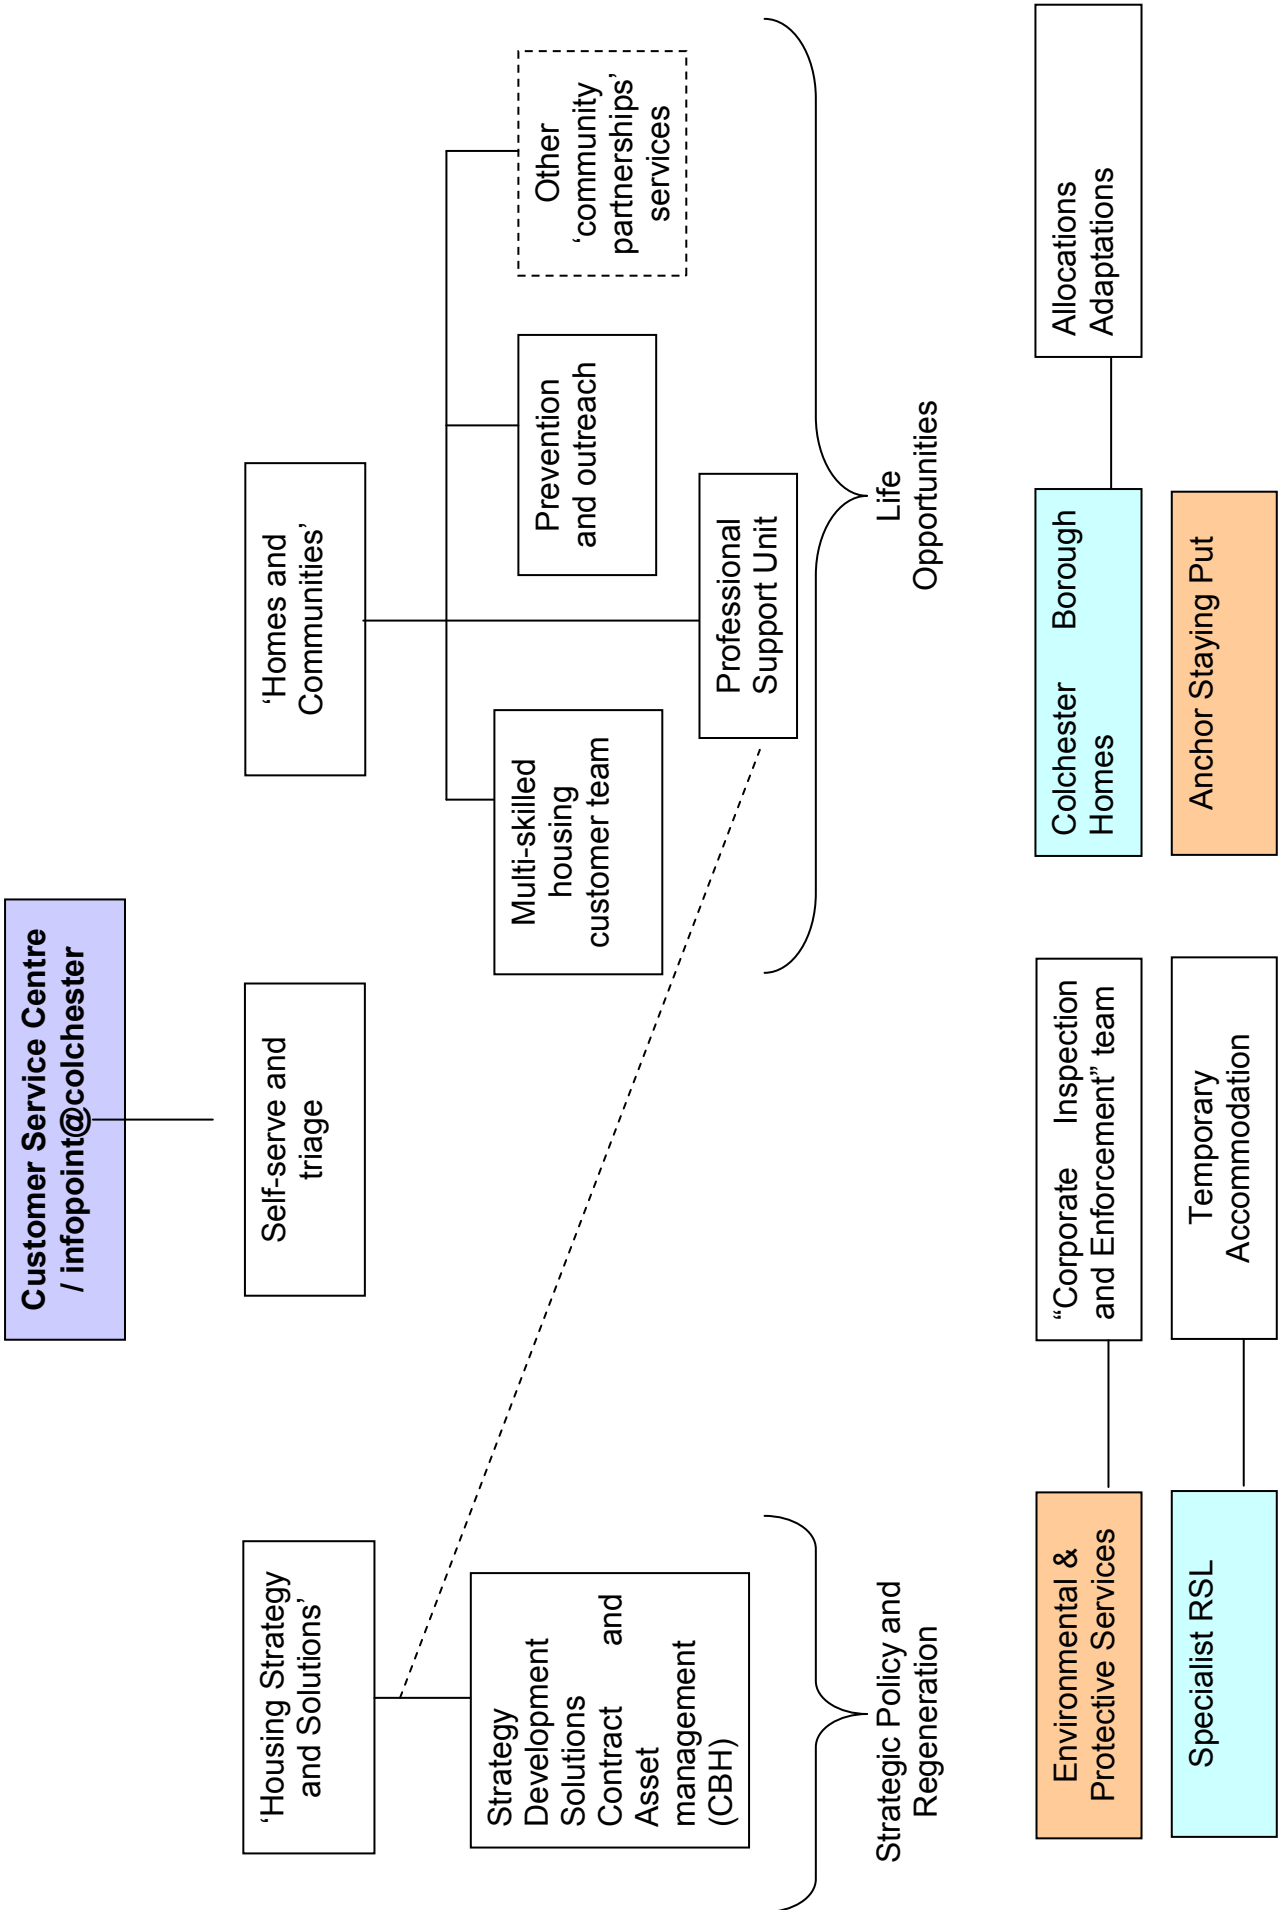 Customer Service Centre
/ infopoint@colchester
‘Housing Strategy
and Solutions’
Self-serve and
triage
‘Homes and
Communities’
Strategy
Development
Solutions
Contract and
Asset
management
(CBH)
Multi-skilled
housing
customer team
Prevention
and outreach
Other
‘community
partnerships’
services
Professional
Support Unit
Strategic Policy and
Regeneration
Life
Opportunities
Environmental &
Protective Services
“Corporate Inspection
and Enforcement” team
Colchester Borough
Homes
Allocations
Adaptations
Specialist RSL
Temporary
Accommodation
Anchor Staying Put